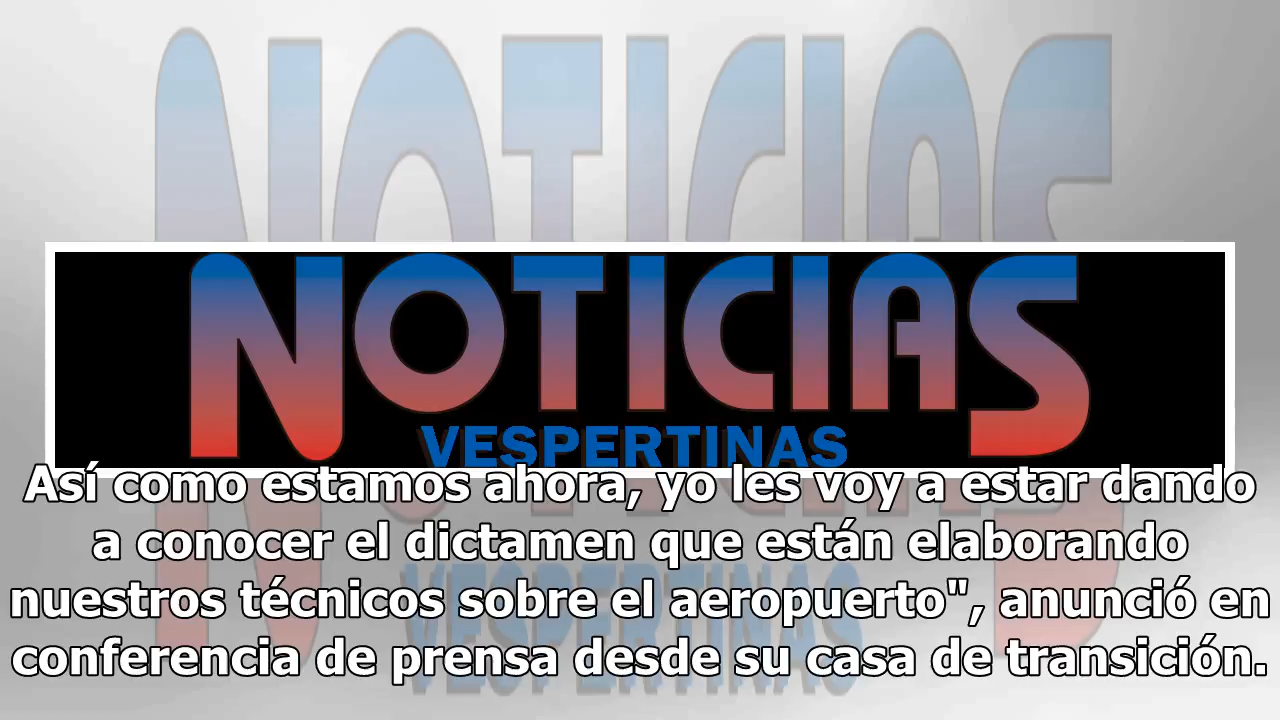 NOTICIAS
VESPERTINAS
Así como estamos ahora, yo les voy a estar dando
a conocer el dictamen que están elaborando
nuestros técnicos sobre el aeropuerto", anunció en
conferencia de prensa desde su casa de transición.